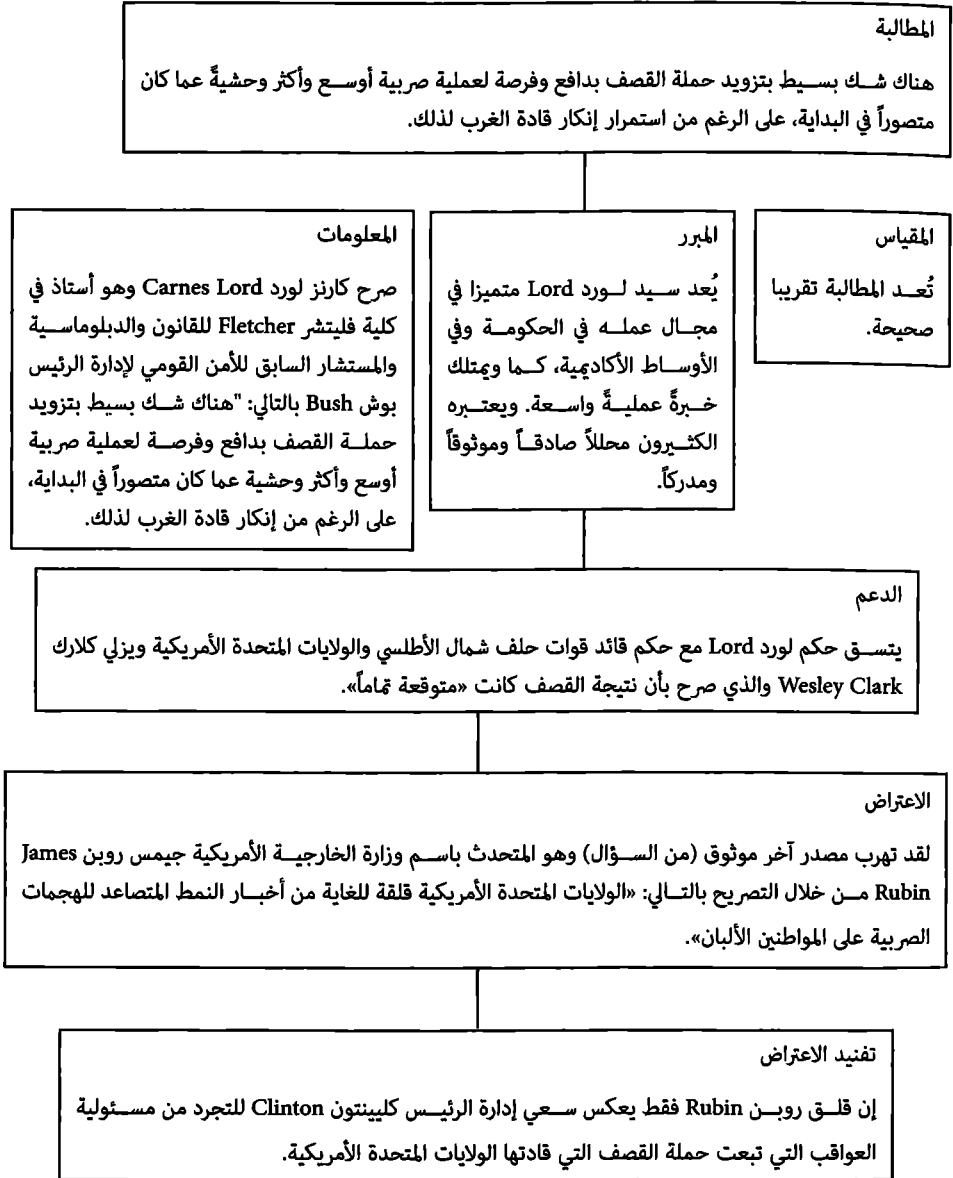 المطالبة
هناك شك بسيط بتزويد حملة القصف بدافع وفرصة لعملية صربية أوسع وأكثر وحشيةً عما كان
متصوراً في البداية، على الرغم من استمرار إنكار قادة الغرب لذلك.
المقياس
تُعد المطالبة تقريبا
صحيحة.
المبرر
يُعد سيد لورد Lord متميزا في
مجال عمله في الحكومة وفي
الأوساط الأكاديمية، كما ويمتلك
خبرةً عمليةً واسعة. ويعتبره
الكثيرون محللاً صادقاً وموثوقاً
ومدركاً.
المعلومات
صرح كارنز لورد Carnes Lord وهو أستاذ في
كلية فليتشر Fletcher للقانون والدبلوماسية
والمستشار السابق للأمن القومي لإدارة الرئيس
بوش Bush بالتالي: "هناك شك بسيط بتزويد
حملة القصف بدافع وفرصة لعملية صربية
أوسع وأكثر وحشية عما كان متصوراً في البداية،
على الرغم من إنكار قادة الغرب لذلك.
الدعم
يتسق حكم لورد Lord مع حكم قائد قوات حلف شمال الأطلسي والولايات المتحدة الأمريكية ويزلي كلارك
Wesley Clark والذي صرح بأن نتيجة القصف كانت «متوقعة تماماً».
الاعتراض
لقد تهرب مصدر آخر موثوق (من السؤال) وهو المتحدث باسم وزارة الخارجية الأمريكية جيمس روبن James
Rubin من خلال التصريح بالتالي: «الولايات المتحدة الأمريكية قلقة للغاية من أخبار النمط المتصاعد للهجمات
الصربية على المواطنين الألبان».
تفنيد الاعتراض
إن قلق روبن Rubin فقط يعكس سعي إدارة الرئيس كلينتون Clinton للتجرد من مسئولية
العواقب التي تبعت حملة القصف التي قادتها الولايات المتحدة الأمريكية.